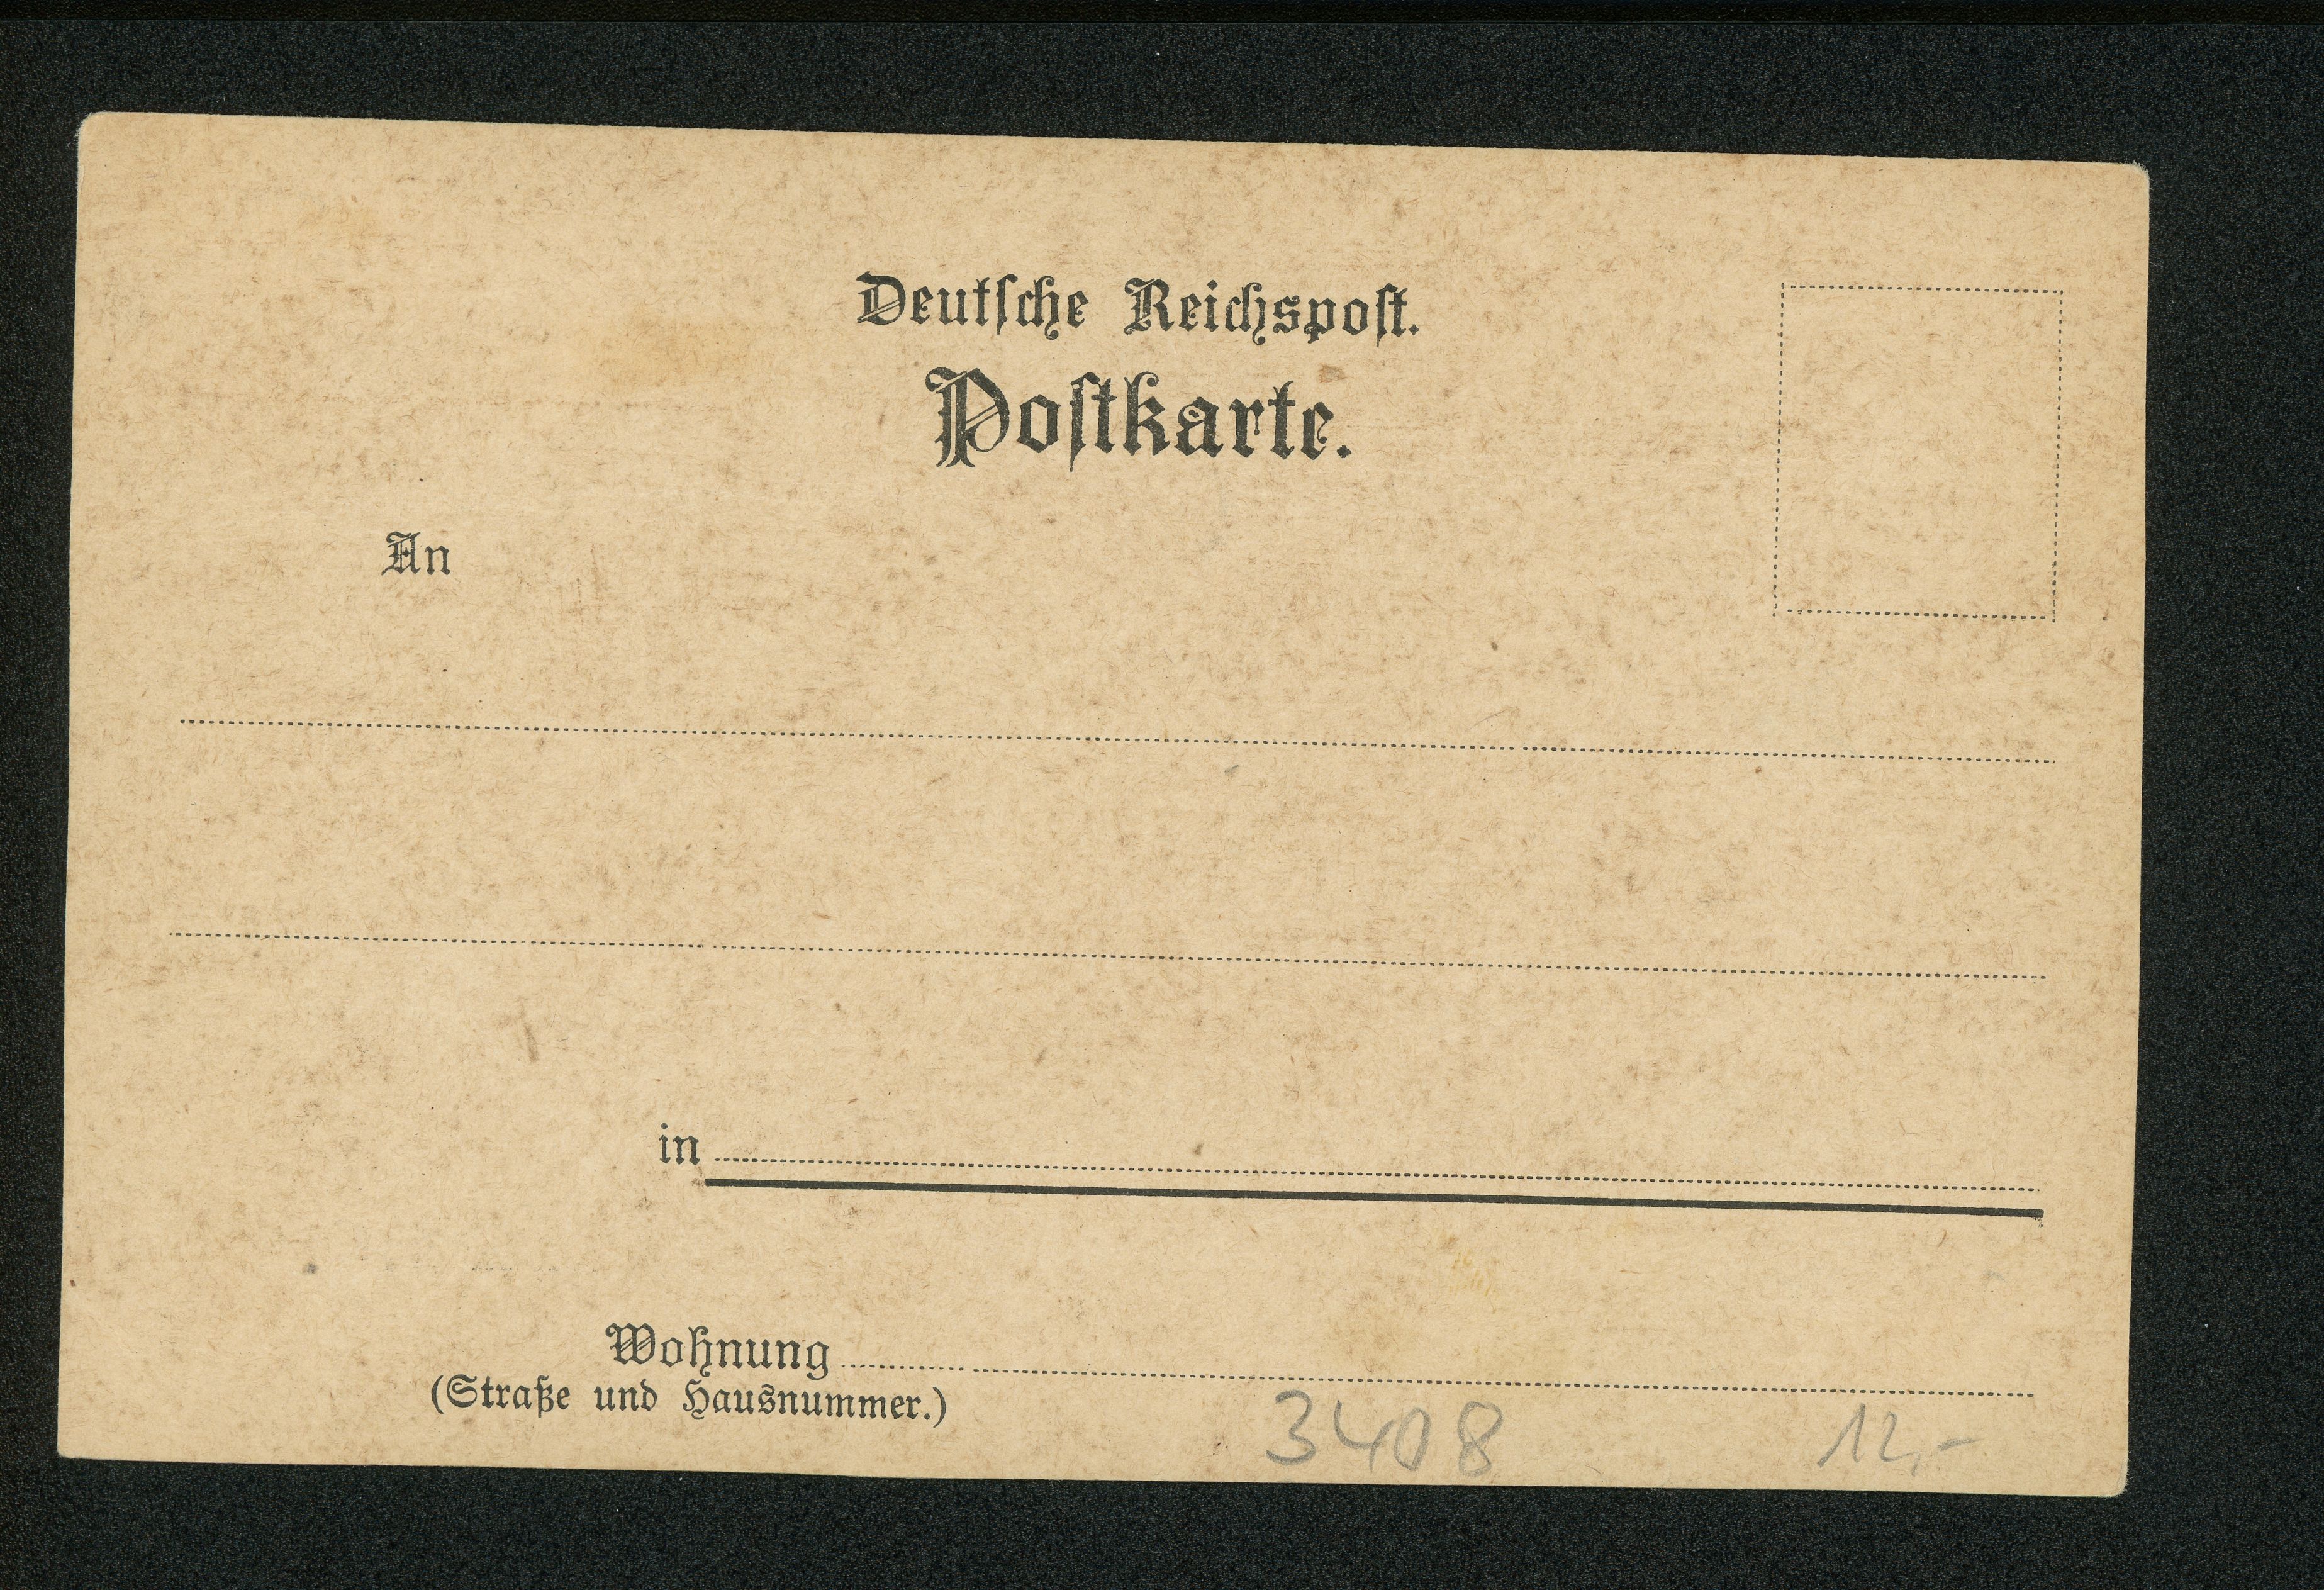 Deutſche Reichspoſt.
Poſtkarte.
An
in
Wohnung
(Straße und Hausnummer.)
3408 12,-